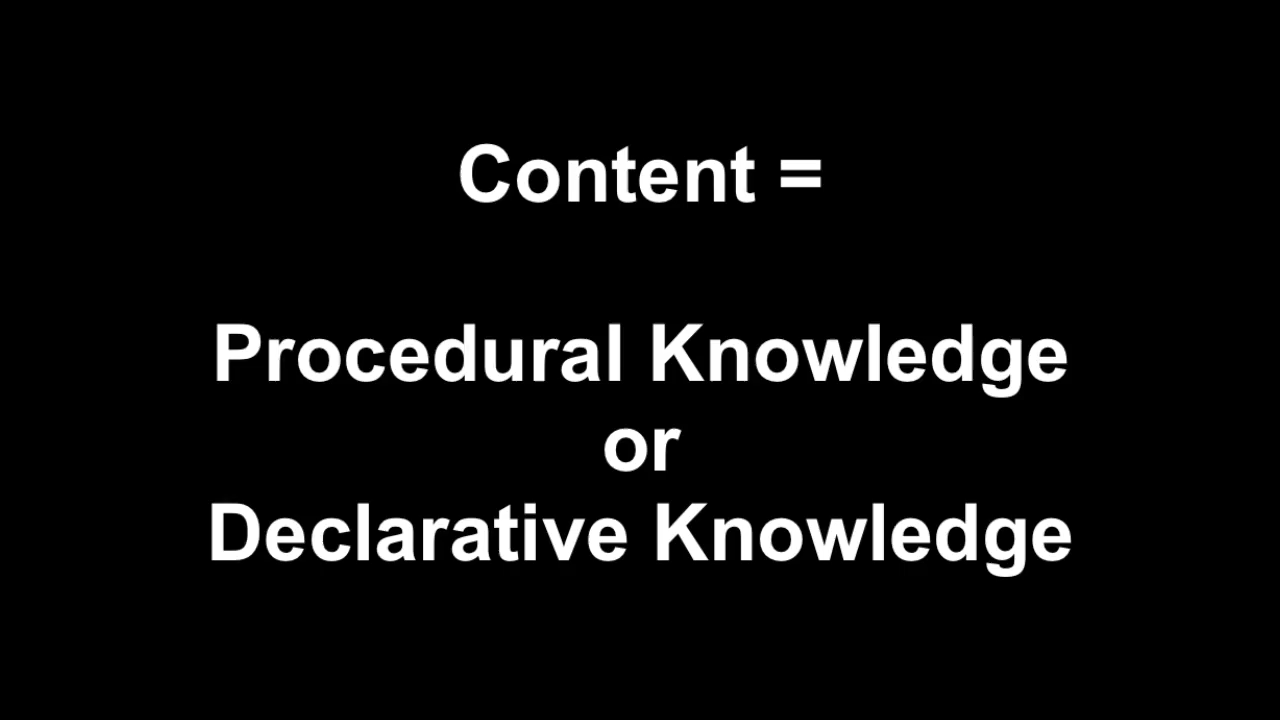 Content =
Procedural Knowledge
or
Declarative Knowledge